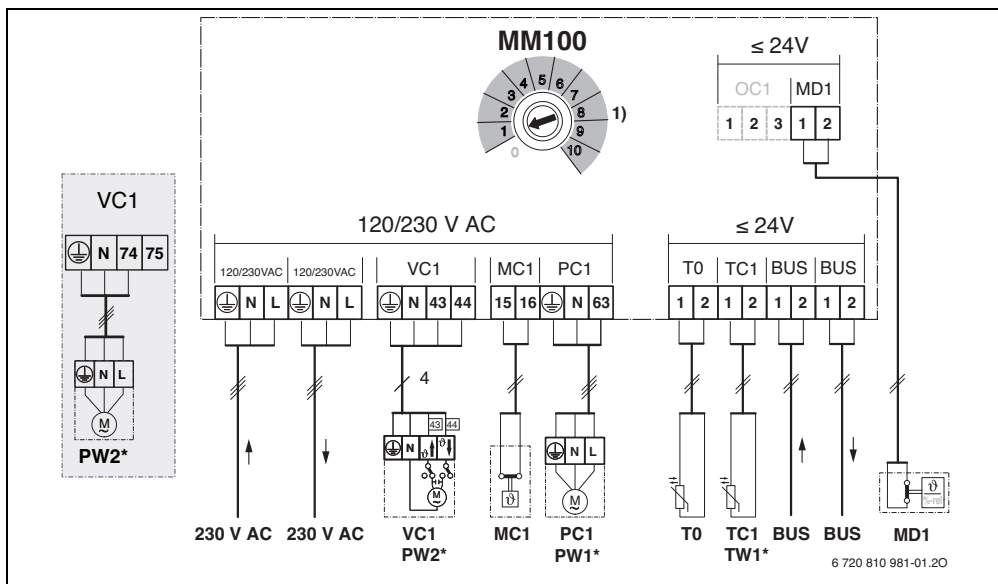 MM100
≤ 24V
OC1 MD1
1 2 3 1 2
0 1 2 3 4 5 6 7 8 9 10
1)
VC1
N 74 75
N L
M
~
PW2*
120/230 V AC
≤ 24V
120/230VAC 120/230VAC VC1 MC1 PC1 T0 TC1 BUS BUS
N L N L N 43 44 15 16 N 63 1 2 1 2 1 2 1 2
4
43 44
N ϑ ϑ
M
~
ϑ
N L
M
~
ϑ
%-rel
230 V AC 230 V AC VC1 MC1 PC1 T0 TC1 BUS BUS MD1
PW2* PW1* TW1*
6 720 810 981-01.2O